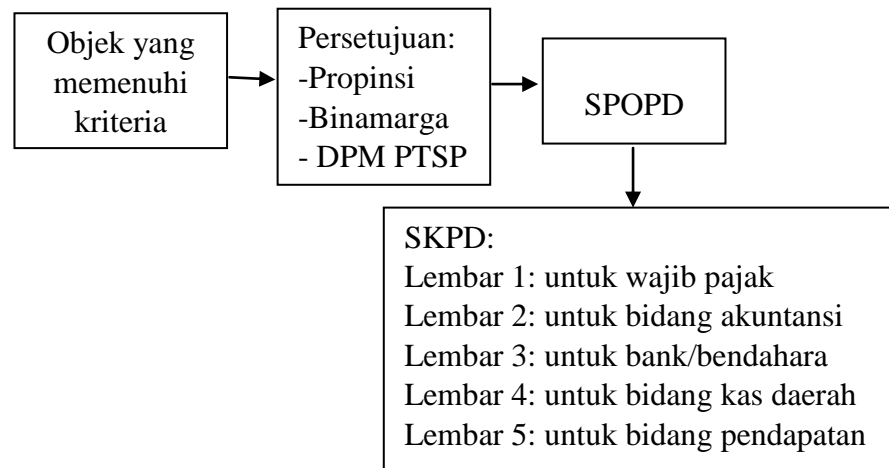 Objek yang
memenuhi
kriteria
Persetujuan:
-Propinsi
-Binamarga
- DPM PTSP
SPOPD
SKPD:
Lembar 1: untuk wajib pajak
Lembar 2: untuk bidang akuntansi
Lembar 3: untuk bank/bendahara
Lembar 4: untuk bidang kas daerah
Lembar 5: untuk bidang pendapatan